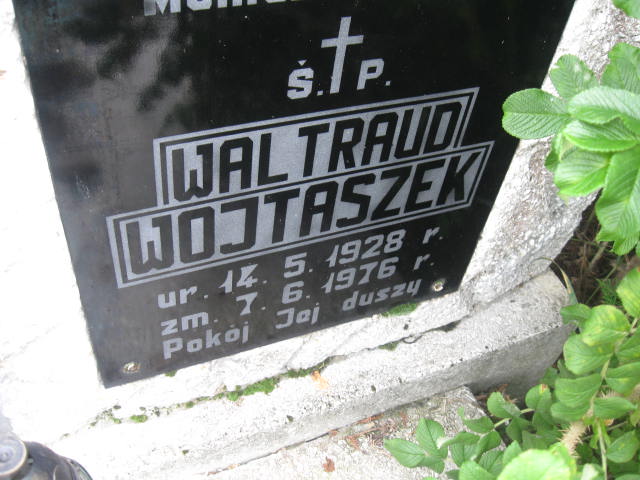 Ś. P.
WALTRAUD
WOJTASZEK
ur. 14. 5. 1928 r.
zm. 7. 6. 1976 r.
Pokój Jej duszy